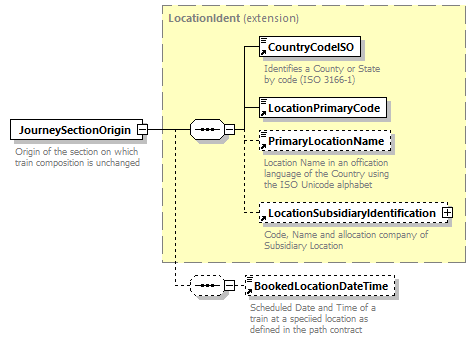 LocationIdent (extension)
CountryCodeISO
Identifies a County or State
by code (ISO 3166-1)
LocationPrimaryCode
JourneySectionOrigin
Origin of the section on which
train composition is unchanged
PrimaryLocationName
Location Name in an offication
language of the Country using
the ISO Unicode alphabet
LocationSubsidiaryIdentification
Code, Name and allocation company of
Subsidiary Location
BookedLocationDateTime
Scheduled Date and Time of a
train at a speciied location as
defined in the path contract